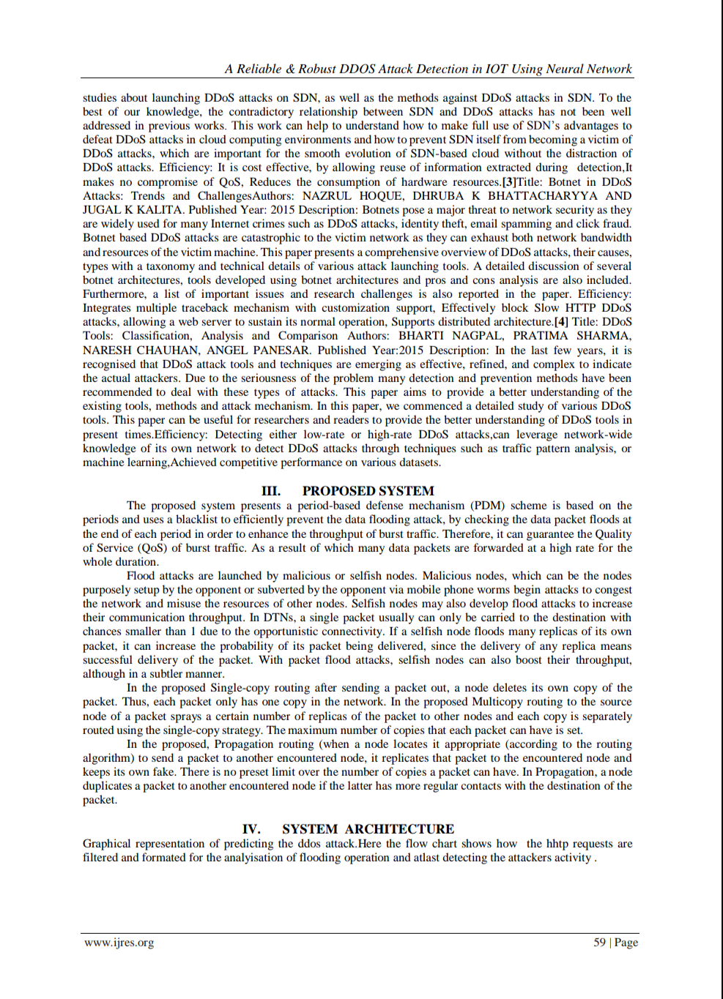 A Reliable & Robust DDOS Attack Detection in IOT Using Neural Network
studies about launching DDoS attacks on SDN, as well as the methods against DDoS attacks in SDN. To the
best of our knowledge, the contradictory relationship between SDN and DDoS attacks has not been well
addressed in previous works. This work can help to understand how to make full use of SDN's advantages to
defeat DDoS attacks in cloud computing environments and how to prevent SDN itself from becoming a victim of
DDoS attacks, which are important for the smooth evolution of SDN-based cloud without the distraction of
DDoS attacks. Efficiency: It is cost effective, by allowing reuse of information extracted during detection,It
makes no compromise of QoS, Reduces the consumption of hardware resources.[3]Title: Botnet in DDoS
Attacks: Trends and ChallengesAuthors: NAZRUL HOQUE, DHRUBA K BHATTACHARYYA AND
JUGAL K KALITA. Published Year: 2015 Description: Botnets pose a major threat to network security as they
are widely used for many Internet crimes such as DDoS attacks, identity theft, email spamming and click fraud.
Botnet based DDoS attacks are catastrophic to the victim network as they can exhaust both network bandwidth
and resources of the victim machine. This paper presents a comprehensive overview of DDoS attacks, their causes,
types with a taxonomy and technical details of various attack launching tools. A detailed discussion of several
botnet architectures, tools developed using botnet architectures and pros and cons analysis are also included.
Furthermore, a list of important issues and research challenges is also reported in the paper. Efficiency:
Integrates multiple traceback mechanism with customization support, Effectively block Slow HTTP DDoS
attacks, allowing a web server to sustain its normal operation, Supports distributed architecture.[4] Title: DDoS
Tools: Classification, Analysis and Comparison Authors: BHARTI NAGPAL, PRATIMA SHARMA,
NARESH CHAUHAN, ANGEL PANESAR. Published Year:2015 Description: In the last few years, it is
recognised that DDoS attack tools and techniques are emerging as effective, refined, and complex to indicate
the actual attackers. Due to the seriousness of the problem many detection and prevention methods have been
recommended to deal with these types of attacks. This paper aims to provide a better understanding of the
existing tools, methods and attack mechanism. In this paper, we commenced a detailed study of various DDoS
tools. This paper can be useful for researchers and readers to provide the better understanding of DDoS tools in
present times.Efficiency: Detecting either low-rate or high-rate DDoS attacks,can leverage network-wide
knowledge of its own network to detect DDoS attacks through techniques such as traffic pattern analysis, or
machine learning,Achieved competitive performance on various datasets.
III. PROPOSED SYSTEM
The proposed system presents a period-based defense mechanism (PDM) scheme is based on the
periods and uses a blacklist to efficiently prevent the data flooding attack, by checking the data packet floods at
the end of each period in order to enhance the throughput of burst traffic. Therefore, it can guarantee the Quality
of Service (QoS) of burst traffic. As a result of which many data packets are forwarded at a high rate for the
whole duration.
Flood attacks are launched by malicious or selfish nodes. Malicious nodes, which can be the nodes
purposely setup by the opponent or subverted by the opponent via mobile phone worms begin attacks to congest
the network and misuse the resources of other nodes. Selfish nodes may also develop flood attacks to increase
their communication throughput. In DTNs, a single packet usually can only be carried to the destination with
chances smaller than 1 due to the opportunistic connectivity. If a selfish node floods many replicas of its own
packet, it can increase the probability of its packet being delivered, since the delivery of any replica means
successful delivery of the packet. With packet flood attacks, selfish nodes can also boost their throughput,
although in a subtler manner.
In the proposed Single-copy routing after sending a packet out, a node deletes its own copy of the
packet. Thus, each packet only has one copy in the network. In the proposed Multicopy routing to the source
node of a packet sprays a certain number of replicas of the packet to other nodes and each copy is separately
routed using the single-copy strategy. The maximum number of copies that each packet can have is set.
In the proposed, Propagation routing (when a node locates it appropriate (according to the routing
algorithm) to send a packet to another encountered node, it replicates that packet to the encountered node and
keeps its own fake. There is no preset limit over the number of copies a packet can have. In Propagation, a node
duplicates a packet to another encountered node if the latter has more regular contacts with the destination of the
packet.
IV. SYSTEM ARCHITECTURE
Graphical representation of predicting the ddos attack.Here the flow chart shows how the hhtp requests are
filtered and formated for the analyisation of flooding operation and atlast detecting the attackers activity .
www.ijres.org
59 | Page